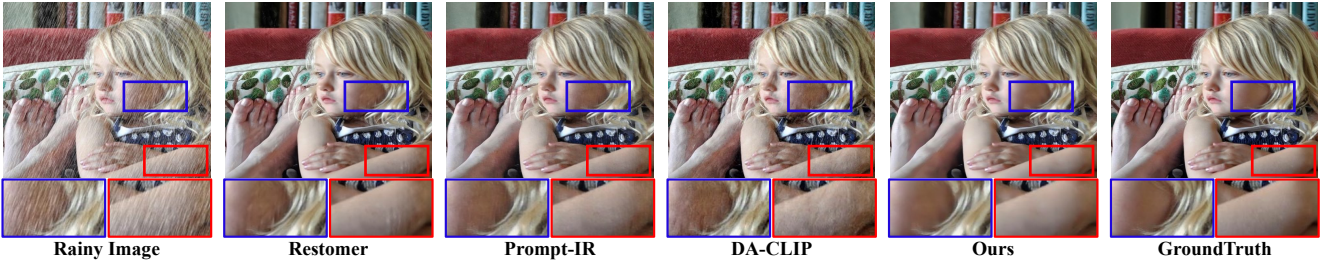 Rainy Image
Restomer
Prompt-IR
DA-CLIP
Ours
GroundTruth